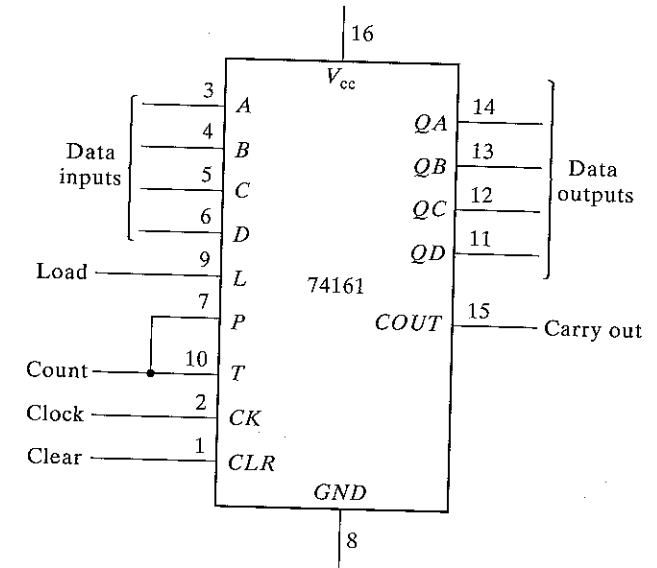 16
Vcc
3 A
4 B
5 C
6 D
Data
inputs
Load 9 L
7 P
Count 10 T
Clock 2 CK
Clear 1 CLR
74161
QA 14
QB 13
QC 12
QD 11
Data
outputs
COUT 15 Carry out
GND
8